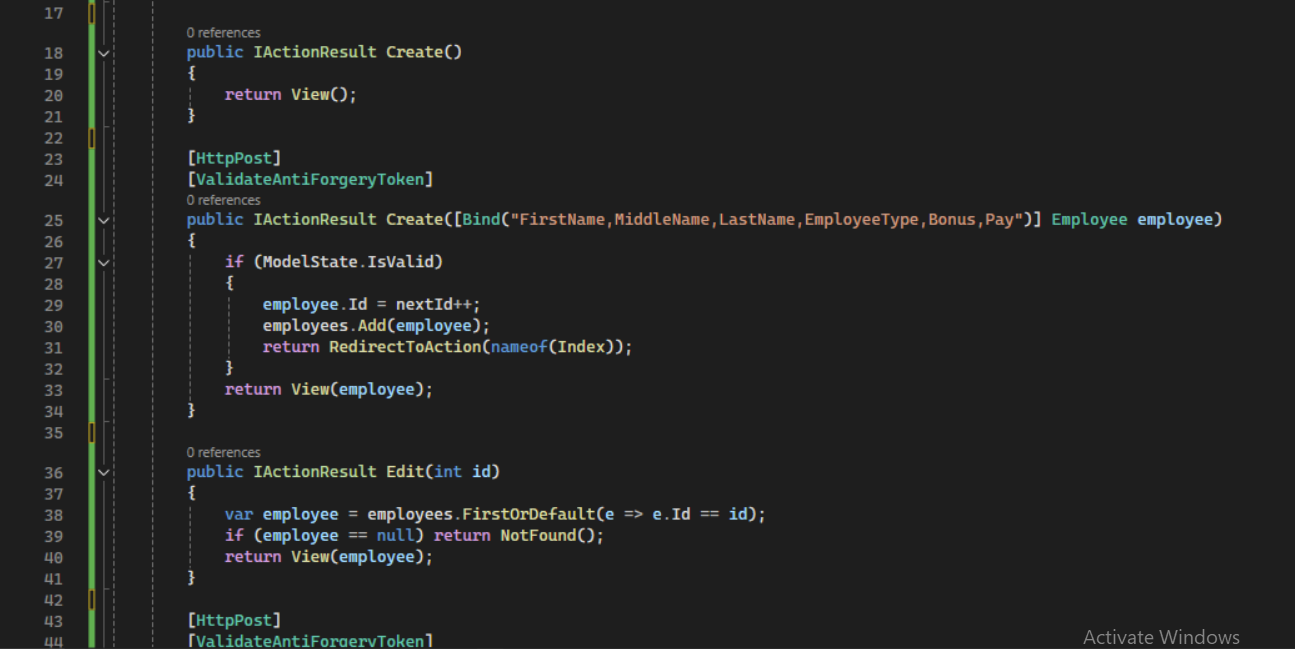 17
0 references
18 public IActionResult Create()
19 {
20 return View();
21 }
22
23 [HttpPost]
24 [ValidateAntiForgeryToken]
0 references
25 public IActionResult Create([Bind("FirstName,MiddleName,LastName,EmployeeType,Bonus,Pay")] Employee employee)
26 {
27 if (ModelState.IsValid)
28 {
29 employee.Id = nextId++;
30 employees.Add(employee);
31 return RedirectToAction(nameof(Index));
32 }
33 return View(employee);
34 }
35
0 references
36 public IActionResult Edit(int id)
37 {
38 var employee = employees.FirstOrDefault(e => e.Id == id);
39 if (employee == null) return NotFound();
40 return View(employee);
41 }
42
43 [HttpPost]
44 [ValidateAntiForgeryToken]
Activate Windows